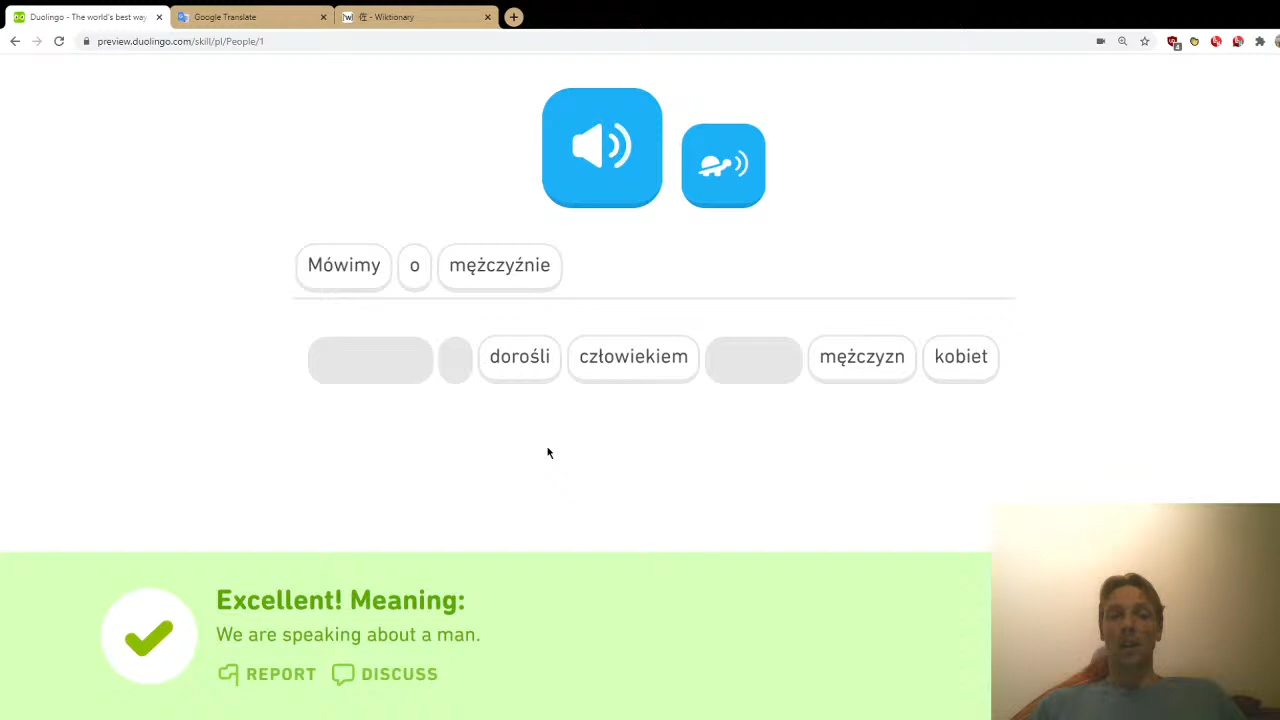 Duolingo - The world's best way
Google Translate
佐 - Wiktionary
preview.duolingo.com/skill/pl/People/1
Mówimy o mężczyźnie
dorośli człowiekiem mężczyzn kobiet
Excellent! Meaning:
We are speaking about a man.
REPORT DISCUSS